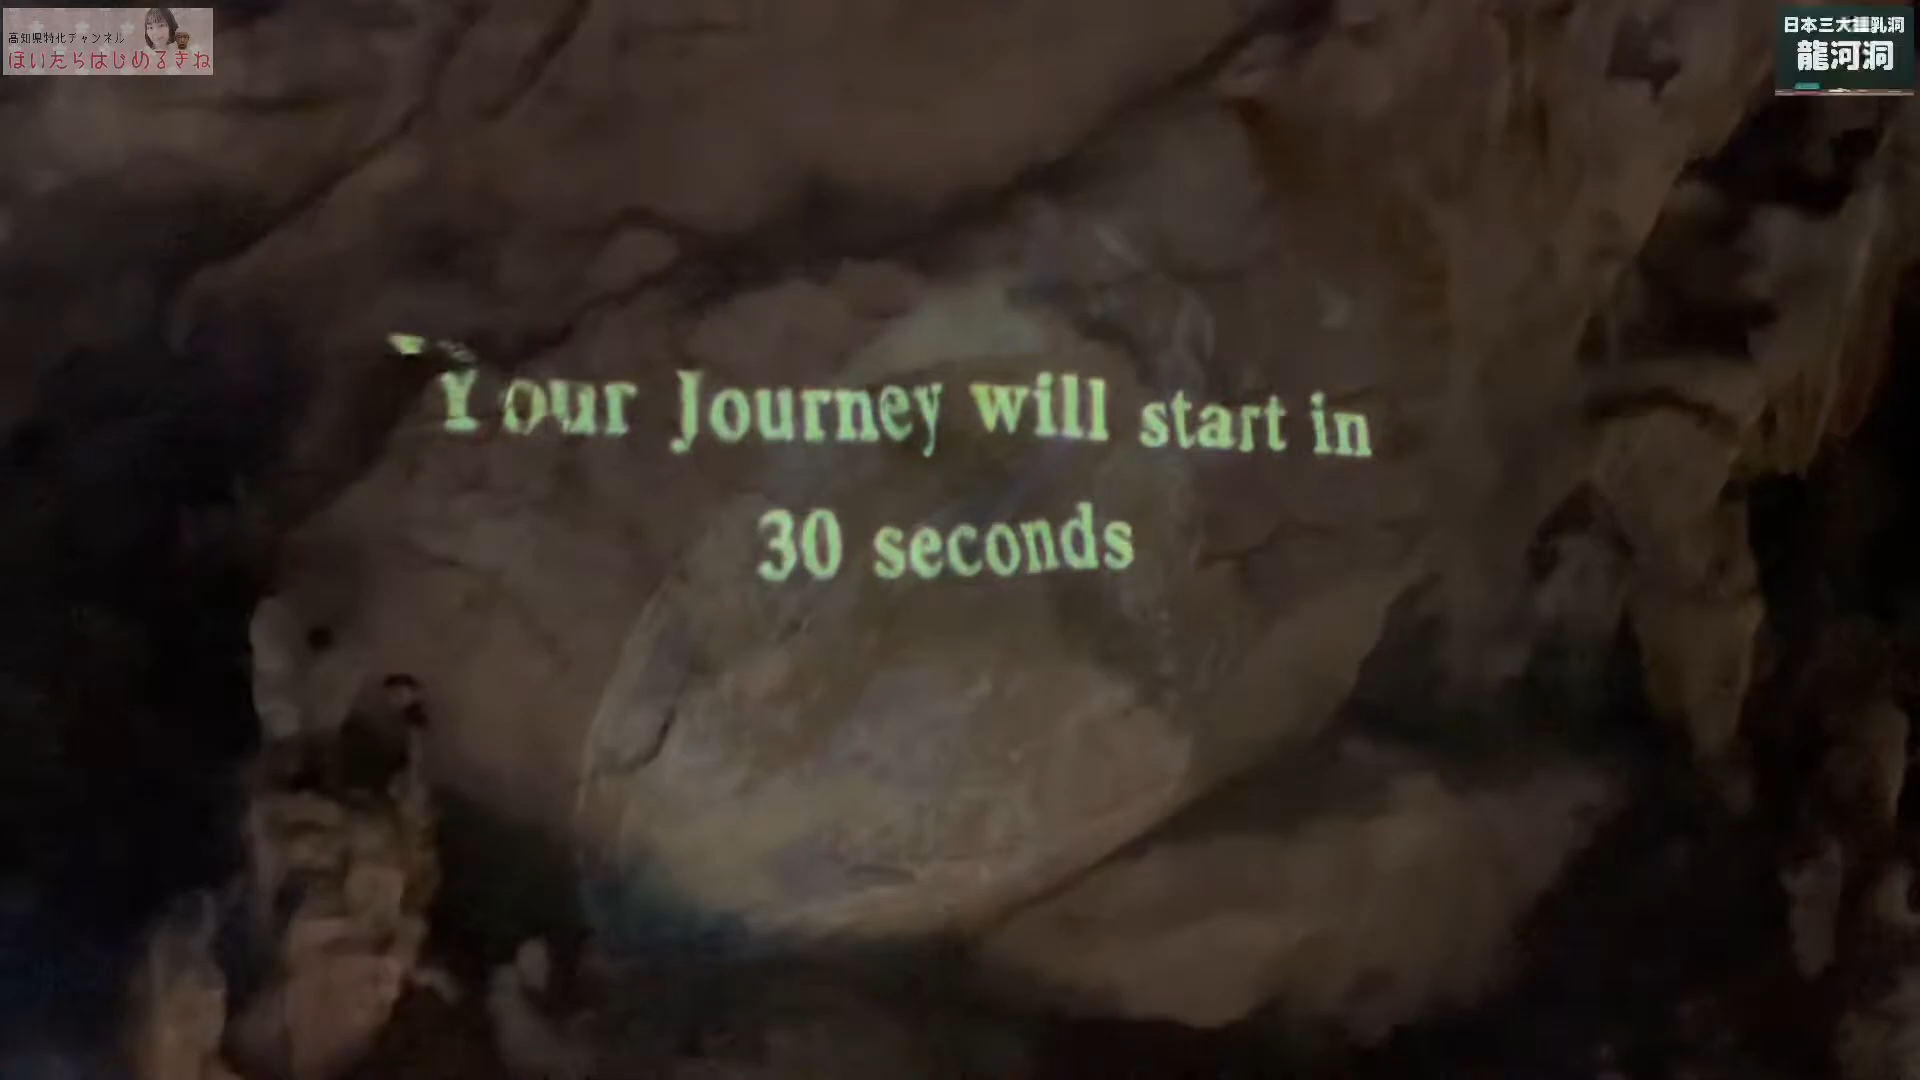 高知県特化チャンネル
ほいたらはじめるきね
日本三大鍾乳洞
龍河洞
Your Journey will start in
30 seconds